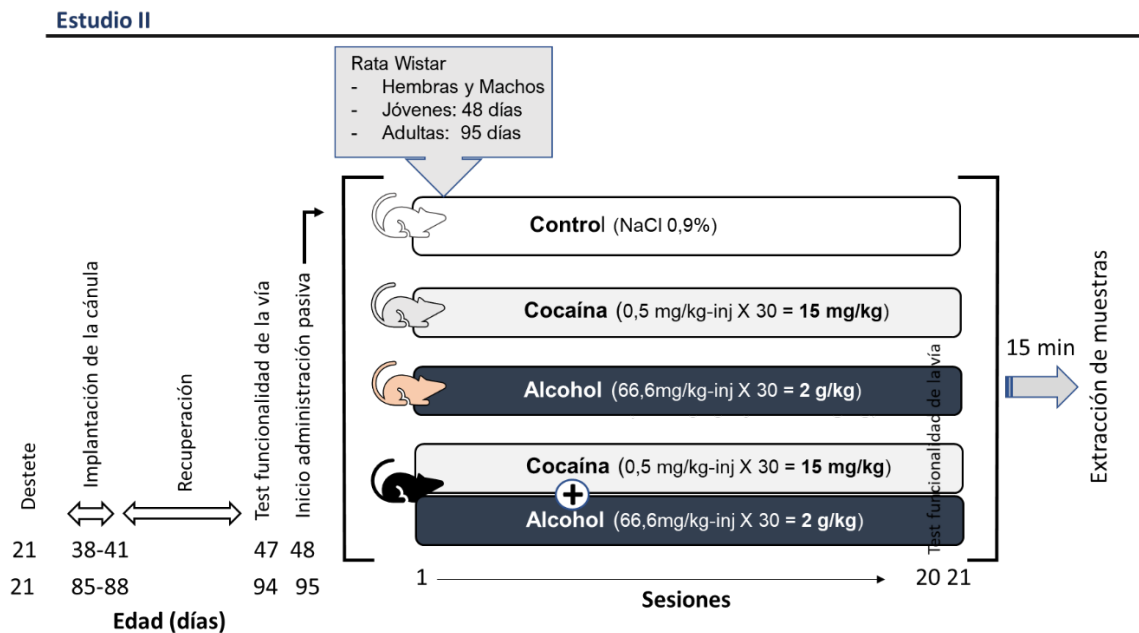 Estudio II
Rata Wistar
- Hembras y Machos
- Jóvenes: 48 días
- Adultas: 95 días
Control (NaCl 0,9%)
Cocaína (0,5 mg/kg-inj X 30 = 15 mg/kg)
Alcohol (66,6mg/kg-inj X 30 = 2 g/kg)
Cocaína (0,5 mg/kg-inj X 30 = 15 mg/kg)
+
Alcohol (66,6mg/kg-inj X 30 = 2 g/kg)
Test funcionalidad de la vía
15 min
Extracción de muestras
Destete
Implantación de la cánula
Recuperación
Test funcionalidad de la vía
Inicio administración pasiva
21 38-41 47 48
21 85-88 94 95
Edad (días)
1 20 21
Sesiones